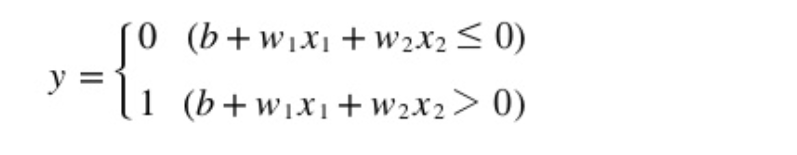 y = { 0 (b + w₁x₁ + w₂x₂ ≤ 0)
1 (b + w₁x₁ + w₂x₂ > 0)